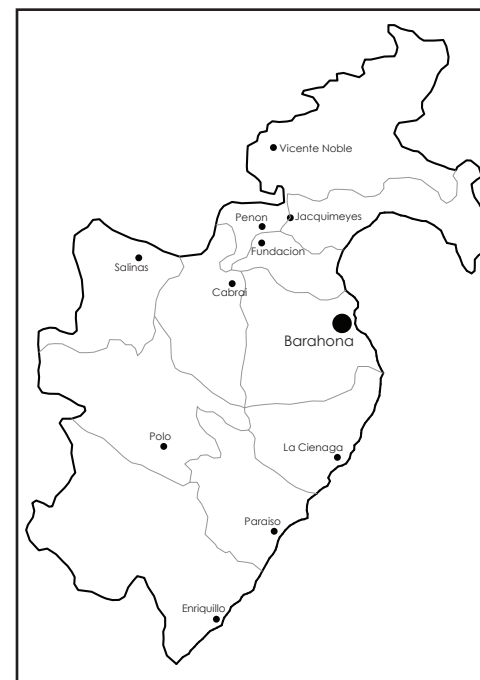 Vicente Noble
Penon
Jacquimeyes
Fundacion
Salinas
Cabral
Barahona
Polo
La Cienaga
Paraiso
Enriquillo